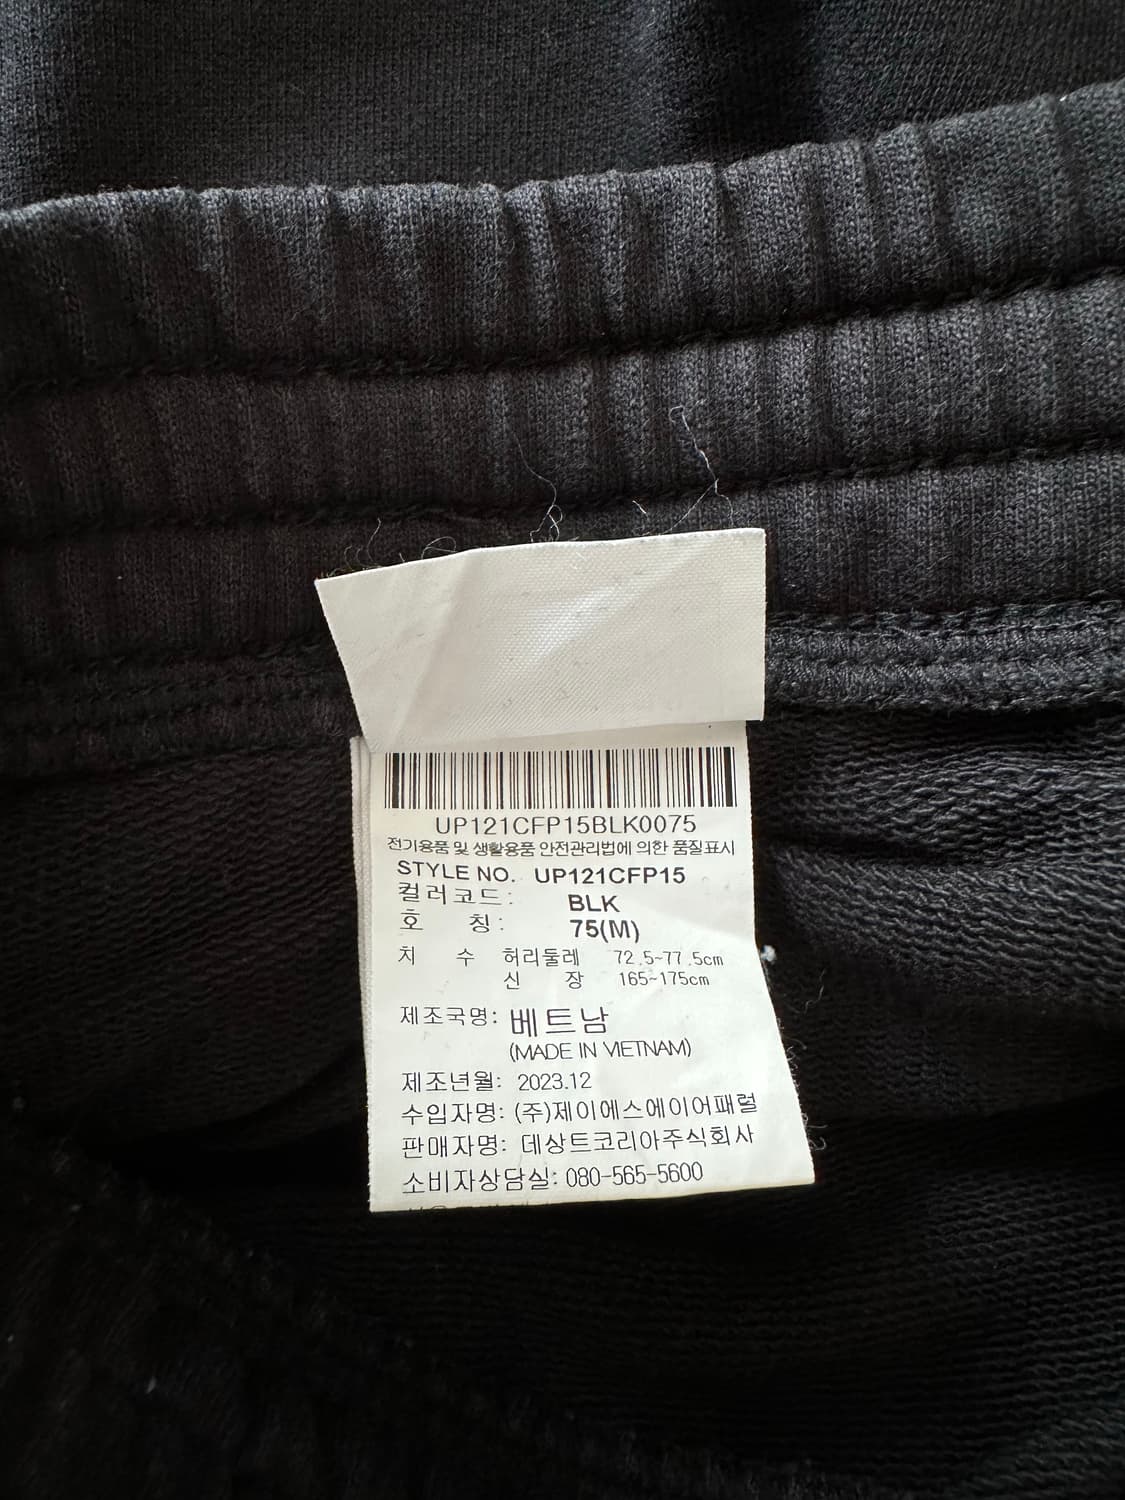 UP121CFP15BLK0075
전기용품 및 생활용품 안전관리법에 의한 품질표시
STYLE NO. UP121CFP15
컬러코드: BLK
호 칭: 75(M)
치 수 허리둘레 72.5~77.5cm
신 장 165~175cm
제조국명: 베트남
(MADE IN VIETNAM)
제조년월: 2023.12
수입자명: (주)제이에스에이어패럴
판매자명: 데상트코리아주식회사
소비자상담실: 080-565-5600